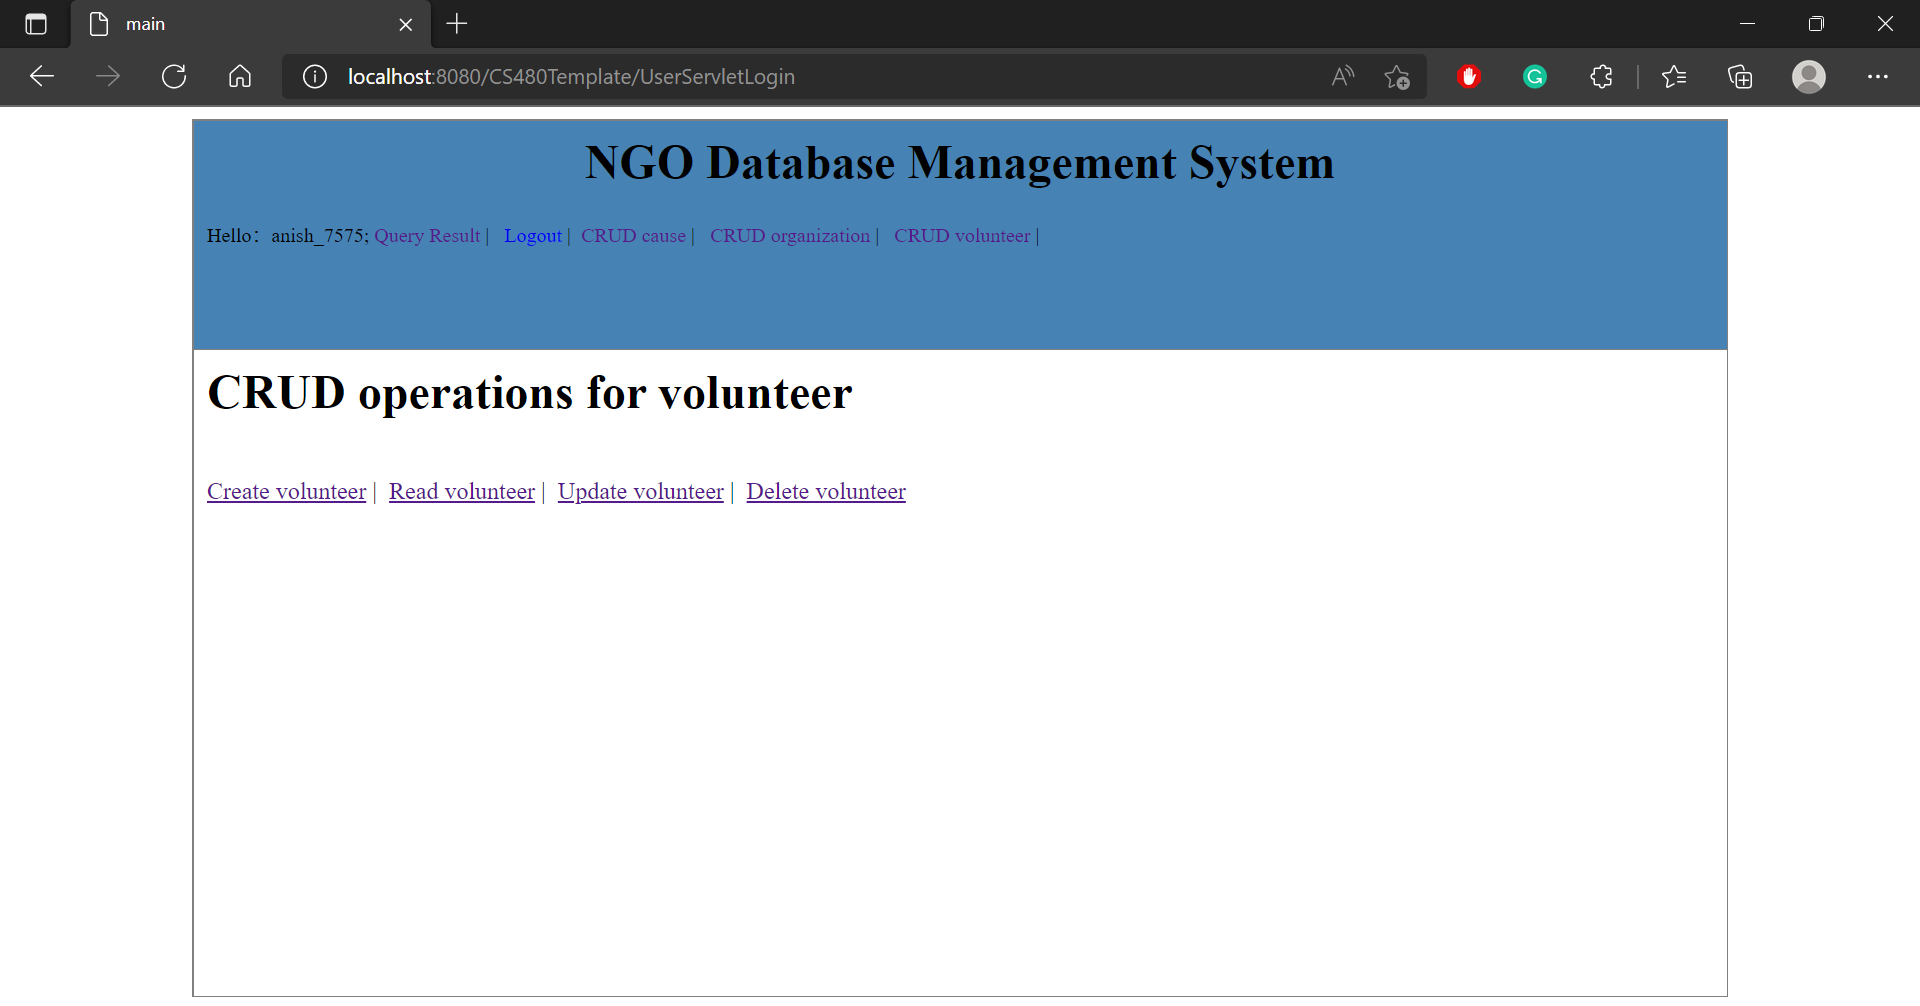 main
localhost:8080/CS480Template/UserServletLogin
NGO Database Management System
Hello: anish_7575; Query Result | Logout | CRUD cause | CRUD organization | CRUD volunteer |
CRUD operations for volunteer
Create volunteer | Read volunteer | Update volunteer | Delete volunteer